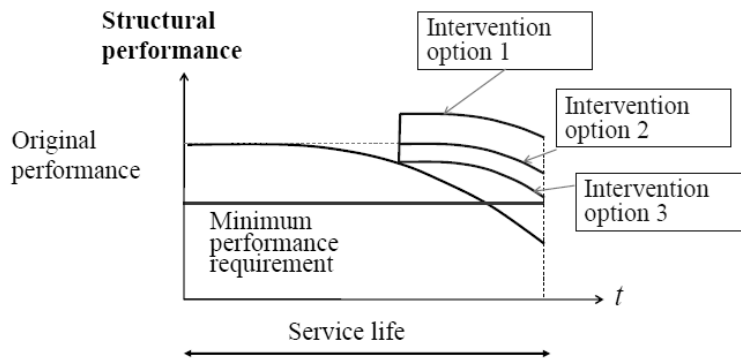 Structural
performance
Intervention
option 1
Intervention
option 2
Original
performance
Intervention
option 3
Minimum
performance
requirement
t
Service life